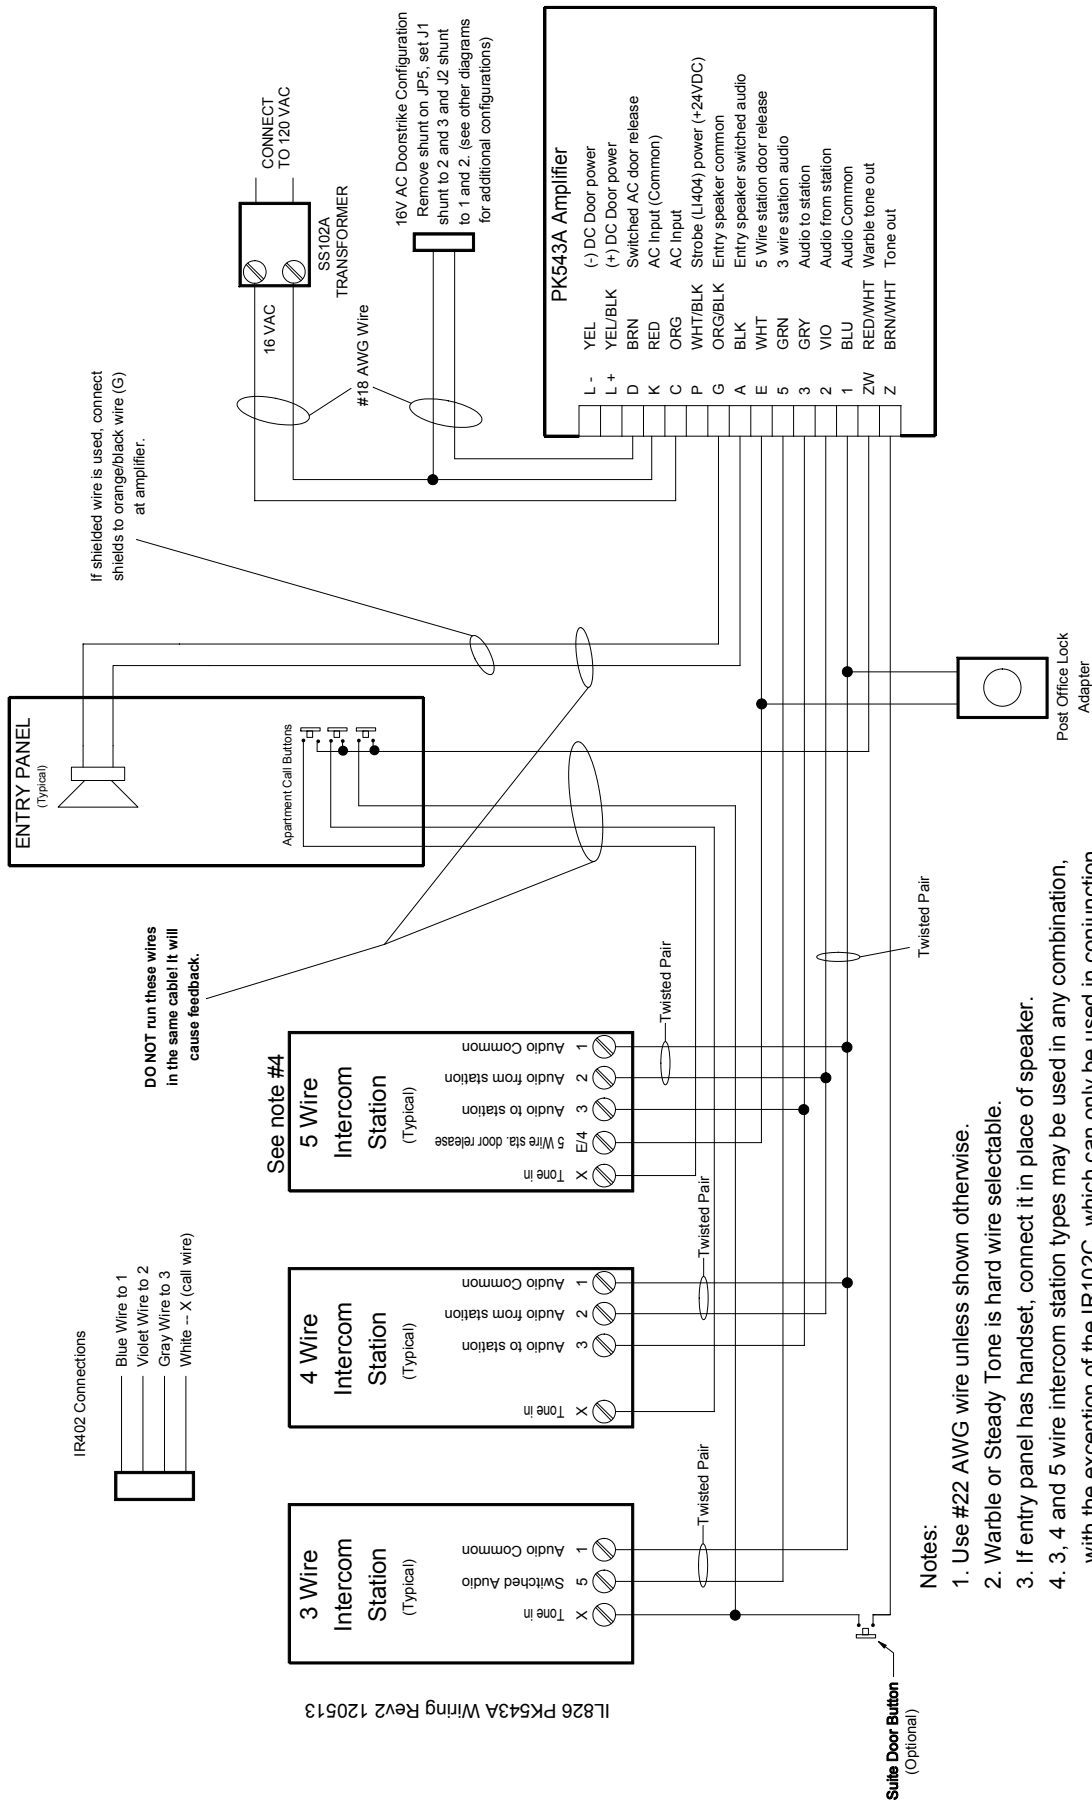 IR402 Connections
Blue Wire to 1
Violet Wire to 2
Gray Wire to 3
White -- X (call wire)
DO NOT run these wires
in the same cable! It will
cause feedback.
ENTRY PANEL
(Typical)
Apartment Call Buttons
If shielded wire is used, connect
shields to orange/black wire (G)
at amplifier.
CONNECT
TO 120 VAC
SS102A
TRANSFORMER
16 VAC
#18 AWG Wire
16V AC Doorstrike Configuration
Remove shunt on JP5, set J1
shunt to 2 and 3 and J2 shunt
to 1 and 2. (see other diagrams
for additional configurations)
3 Wire
Intercom
Station
(Typical)
Tone in
Switched Audio
Audio Common
X
5
1
Twisted Pair
4 Wire
Intercom
Station
(Typical)
Tone in
Audio to station
Audio from station
Audio Common
X
3
2
1
Twisted Pair
See note #4
5 Wire
Intercom
Station
(Typical)
Tone in
5 Wire sta. door release
Audio to station
Audio from station
Audio Common
X
E/4
3
2
1
Twisted Pair
Twisted Pair
PK543A Amplifier
L - YEL (-) DC Door power
L + YEL/BLK (+) DC Door power
D BRN Switched AC door release
K RED AC Input (Common)
C ORG AC Input
P WHT/BLK Strobe (LI404) power (+24VDC)
G ORG/BLK Entry speaker common
A BLK Entry speaker switched audio
E WHT 5 Wire station door release
5 GRN 3 wire station audio
3 GRY Audio to station
2 VIO Audio from station
1 BLU Audio Common
ZW RED/WHT Warble tone out
Z BRN/WHT Tone out
Post Office Lock
Adapter
Suite Door Button
(Optional)
IL826 PK543A Wiring Rev2 120513
Notes:
1. Use #22 AWG wire unless shown otherwise.
2. Warble or Steady Tone is hard wire selectable.
3. If entry panel has handset, connect it in place of speaker.
4. 3, 4 and 5 wire intercom station types may be used in any combination,
with the exception of the IR102C, which can only be used in conjunction